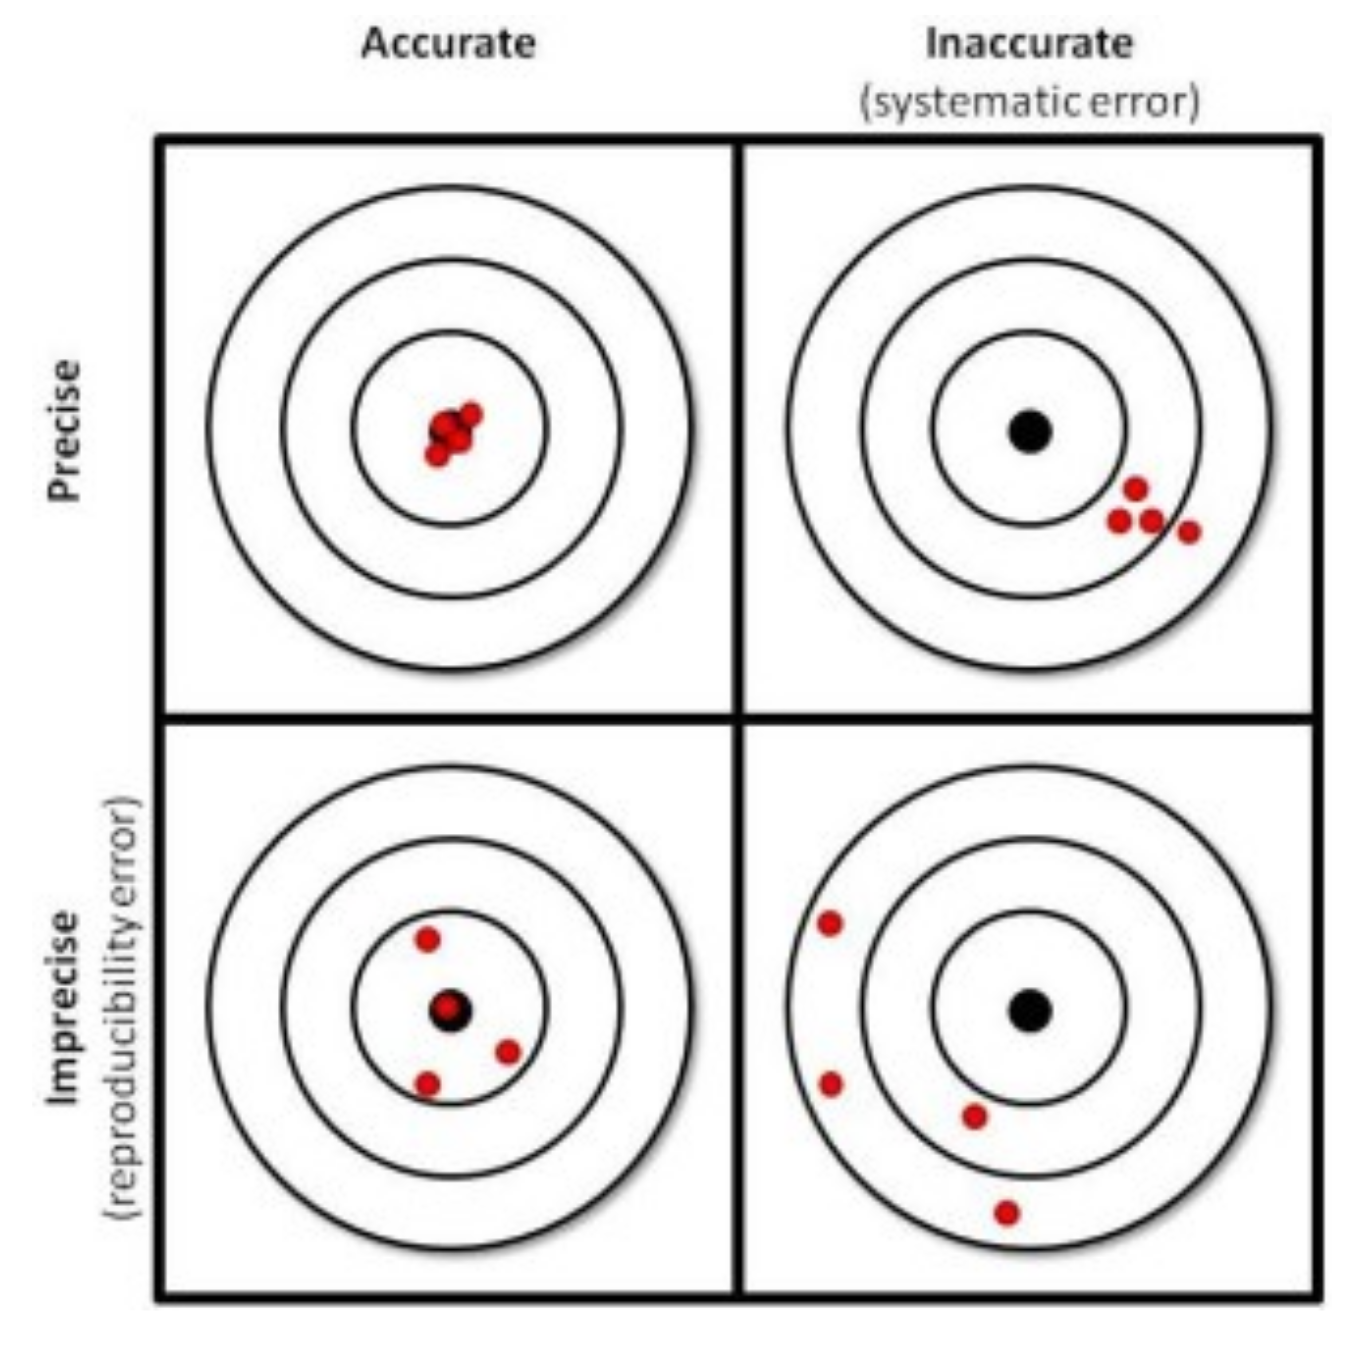 Accurate
Inaccurate
(systematic error)
Precise
Imprecise
(reproducibility error)